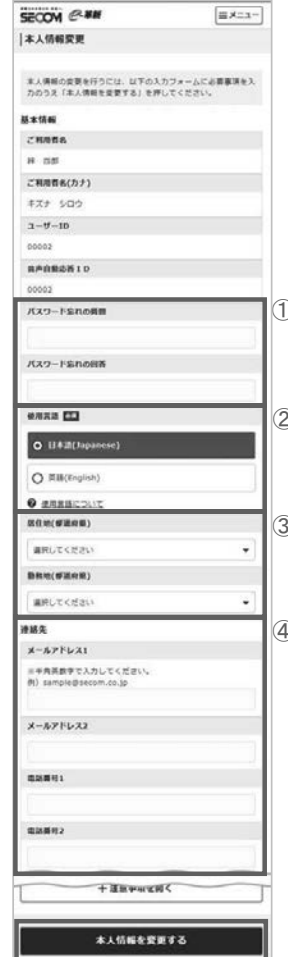 SECOM e-革新
≡メニュー
本人情報変更
本人情報の変更を行うには、以下の入力フォームに必要事項を入
力のうえ「本人情報を変更する」を押してください。
基本情報
ご利用者名
絆 四郎
ご利用者名(カナ)
キズナ シロウ
ユーザーID
00002
音声自動応答ID
00002
①
パスワード忘れの質問
パスワード忘れの回答
②
使用言語 必須
日本語(Japanese)
英語(English)
? 使用言語について
③
居住地(都道府県)
選択してください
勤務地(都道府県)
選択してください
④
連絡先
メールアドレス1
※半角英数字で入力してください。
例) sample@secom.co.jp
メールアドレス2
電話番号1
電話番号2
本人情報を変更する